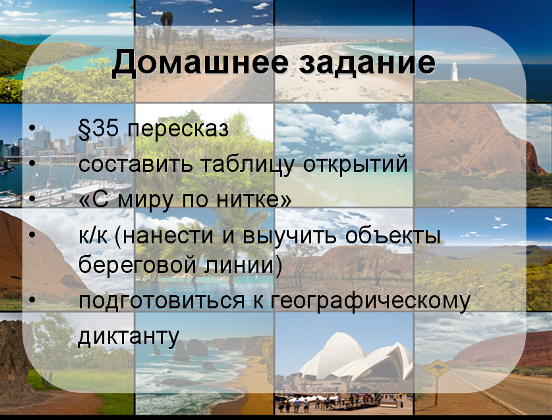 Домашнее задание
• §35 пересказ
• составить таблицу открытий
• «С миру по нитке»
• к/к (нанести и выучить объекты
береговой линии)
• подготовиться к географическому
диктанту